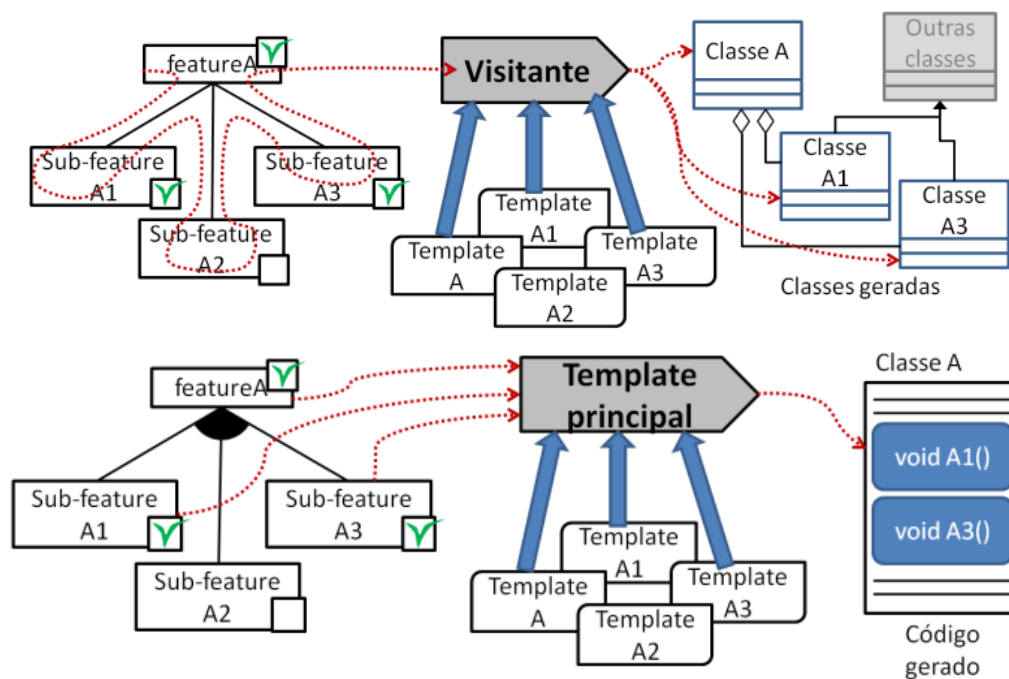 featureA
Sub-feature
A1
Sub-feature
A2
Sub-feature
A3
Visitante
Template
A
Template
A1
Template
A2
Template
A3
Classe A
Outras
classes
Classe
A1
Classe
A3
Classes geradas
featureA
Sub-feature
A1
Sub-feature
A2
Sub-feature
A3
Template
principal
Template
A
Template
A1
Template
A2
Template
A3
Classe A
void A1()
void A3()
Código
gerado